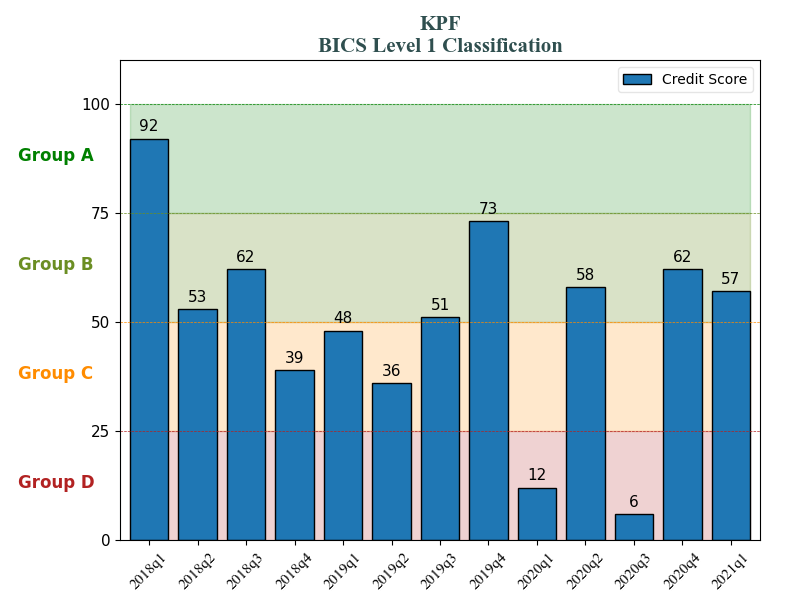 KPF
BICS Level 1 Classification
Credit Score
100
75
50
25
0
Group A
Group B
Group C
Group D
92
53
62
39
48
36
51
73
12
58
6
62
57
2018q1
2018q2
2018q3
2018q4
2019q1
2019q2
2019q3
2019q4
2020q1
2020q2
2020q3
2020q4
2021q1